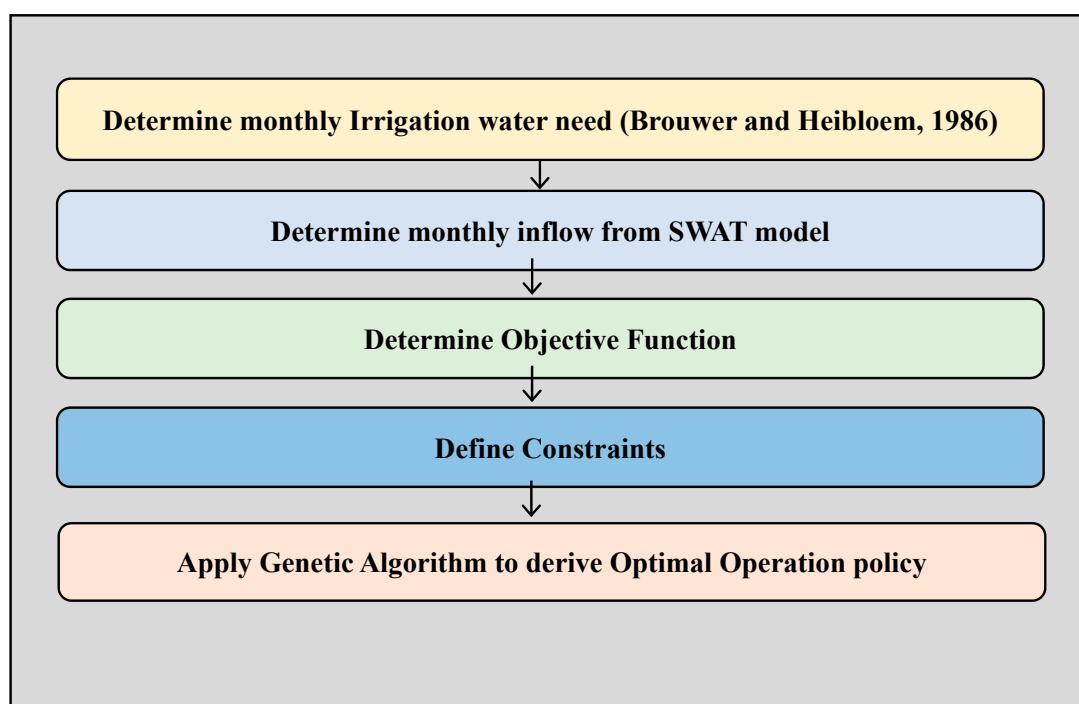 Determine monthly Irrigation water need (Brouwer and Heibloem, 1986)
Determine monthly inflow from SWAT model
Determine Objective Function
Define Constraints
Apply Genetic Algorithm to derive Optimal Operation policy